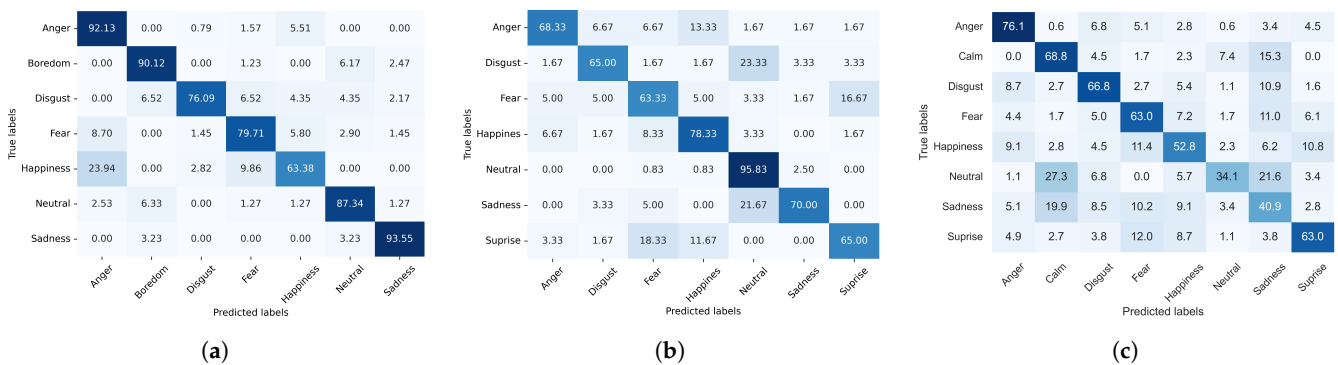 True labels
Anger 92.13 0.00 0.79 1.57 5.51 0.00 0.00
Boredom 0.00 90.12 0.00 1.23 0.00 6.17 2.47
Disgust 0.00 6.52 76.09 6.52 4.35 4.35 2.17
Fear 8.70 0.00 1.45 79.71 5.80 2.90 1.45
Happiness 23.94 0.00 2.82 9.86 63.38 0.00 0.00
Neutral 2.53 6.33 0.00 1.27 1.27 87.34 1.27
Sadness 0.00 3.23 0.00 0.00 0.00 3.23 93.55
Anger Boredom Disgust Fear Happiness Neutral Sadness
Predicted labels
(a)
True labels
Anger 68.33 6.67 6.67 13.33 1.67 1.67 1.67
Disgust 1.67 65.00 1.67 1.67 23.33 3.33 3.33
Fear 5.00 5.00 63.33 5.00 3.33 1.67 16.67
Happines 6.67 1.67 8.33 78.33 3.33 0.00 1.67
Neutral 0.00 0.00 0.83 0.83 95.83 2.50 0.00
Sadness 0.00 3.33 5.00 0.00 21.67 70.00 0.00
Suprise 3.33 1.67 18.33 11.67 0.00 0.00 65.00
Anger Disgust Fear Happines Neutral Sadness Suprise
Predicted labels
(b)
True labels
Anger 76.1 0.6 6.8 5.1 2.8 0.6 3.4 4.5
Calm 0.0 68.8 4.5 1.7 2.3 7.4 15.3 0.0
Disgust 8.7 2.7 66.8 2.7 5.4 1.1 10.9 1.6
Fear 4.4 1.7 5.0 63.0 7.2 1.7 11.0 6.1
Happiness 9.1 2.8 4.5 11.4 52.8 2.3 6.2 10.8
Neutral 1.1 27.3 6.8 0.0 5.7 34.1 21.6 3.4
Sadness 5.1 19.9 8.5 10.2 9.1 3.4 40.9 2.8
Suprise 4.9 2.7 3.8 12.0 8.7 1.1 3.8 63.0
Anger Calm Disgust Fear Happiness Neutral Sadness Suprise
Predicted labels
(c)